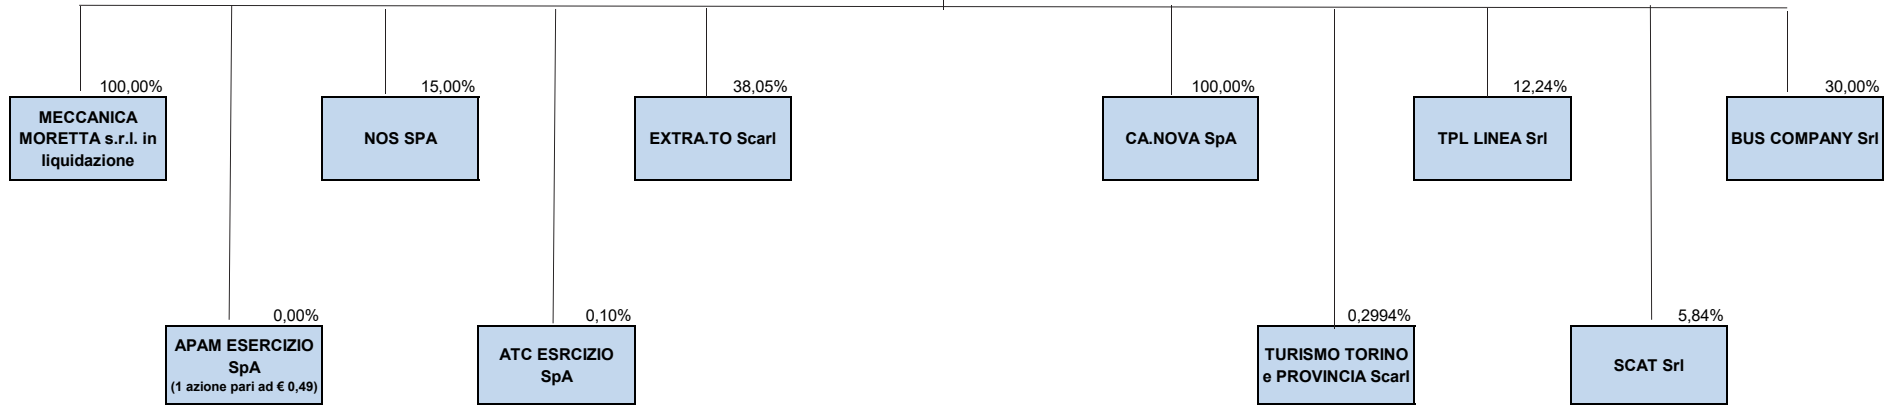 100,00%
MECCANICA
MORETTA s.r.l. in
liquidazione
15,00%
NOS SPA
38,05%
EXTRA.TO Scarl
100,00%
CA.NOVA SpA
12,24%
TPL LINEA Srl
30,00%
BUS COMPANY Srl
0,00%
APAM ESERCIZIO
SpA
(1 azione pari ad € 0,49)
0,10%
ATC ESRCIZIO
SpA
0,2994%
TURISMO TORINO
e PROVINCIA Scarl
5,84%
SCAT Srl